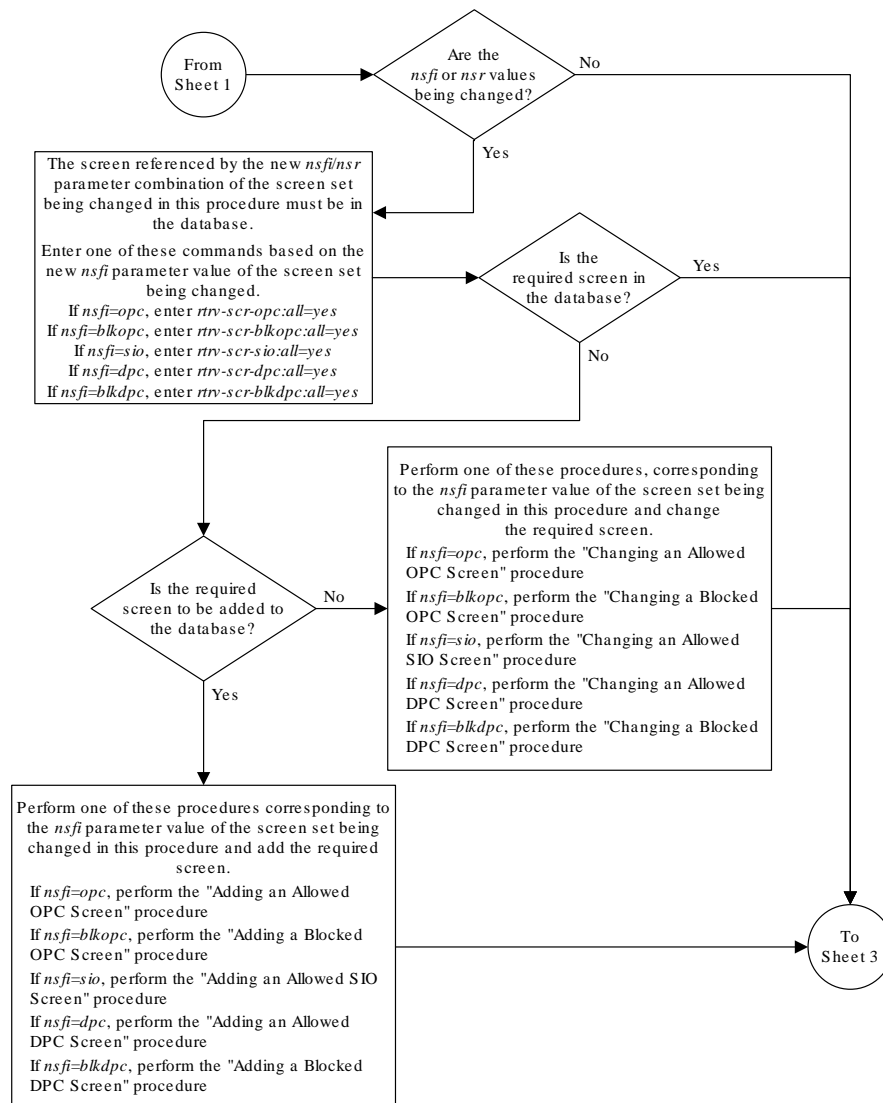 From
Sheet 1
Are the
nsfi or nsr values
being changed?
No
Yes
The screen referenced by the new nsfi/nsr
parameter combination of the screen set
being changed in this procedure must be in
the database.
Enter one of these commands based on the
new nsfi parameter value of the screen set
being changed.
If nsfi=opc, enter rtrv-scr-opc:all=yes
If nsfi=blkopc, enter rtrv-scr-blkopc:all=yes
If nsfi=sio, enter rtrv-scr-sio:all=yes
If nsfi=dpc, enter rtrv-scr-dpc:all=yes
If nsfi=blkdpc, enter rtrv-scr-blkdpc:all=yes
Is the
required screen in
the database?
Yes
No
Is the required
screen to be added to
the database?
No
Yes
Perform one of these procedures, corresponding
to the nsfi parameter value of the screen set being
changed in this procedure and change
the required screen.
If nsfi=opc, perform the "Changing an Allowed
OPC Screen" procedure
If nsfi=blkopc, perform the "Changing a Blocked
OPC Screen" procedure
If nsfi=sio, perform the "Changing an Allowed
SIO Screen" procedure
If nsfi=dpc, perform the "Changing an Allowed
DPC Screen" procedure
If nsfi=blkdpc, perform the "Changing a Blocked
DPC Screen" procedure
Perform one of these procedures corresponding to
the nsfi parameter value of the screen set being
changed in this procedure and add the required
screen.
If nsfi=opc, perform the "Adding an Allowed
OPC Screen" procedure
If nsfi=blkopc, perform the "Adding a Blocked
OPC Screen" procedure
If nsfi=sio, perform the "Adding an Allowed SIO
Screen" procedure
If nsfi=dpc, perform the "Adding an Allowed
DPC Screen" procedure
If nsfi=blkdpc, perform the "Adding a Blocked
DPC Screen" procedure
To
Sheet 3